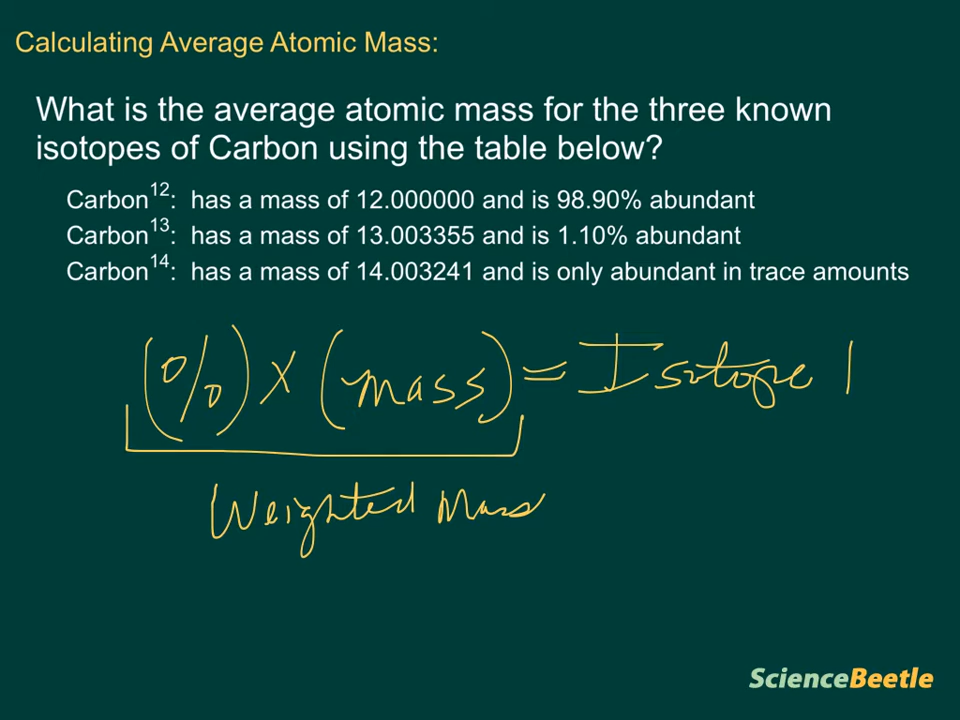 Calculating Average Atomic Mass:
What is the average atomic mass for the three known
isotopes of Carbon using the table below?
Carbon¹²: has a mass of 12.000000 and is 98.90% abundant
Carbon¹³: has a mass of 13.003355 and is 1.10% abundant
Carbon¹⁴: has a mass of 14.003241 and is only abundant in trace amounts
(%) × (mass) = Isotope 1
Weighted Mass
ScienceBeetle